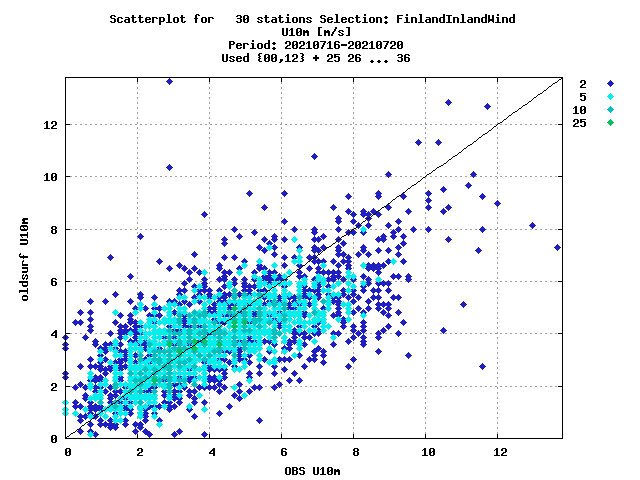 Scatterplot for   30 stations Selection: FinlandInlandWind
U10m [m/s]
Period: 20210716-20210720
Used {00,12} + 25 26 ... 36
2
5
10
25
oldsurf U10m
12
10
8
6
4
2
0
0 2 4 6 8 10 12
OBS U10m